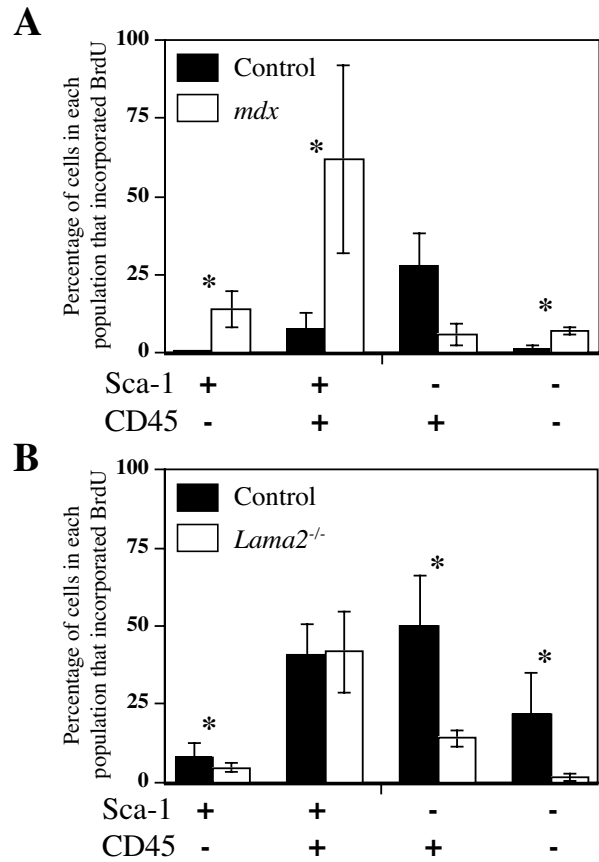 A
Percentage of cells in each
population that incorporated BrdU
100
75
50
25
0
Control
mdx
*
*
*
Sca-1 + + - -
CD45 - + + -
B
Percentage of cells in each
population that incorporated BrdU
100
75
50
25
0
Control
Lama2-/-
*
*
*
Sca-1 + + - -
CD45 - + + -